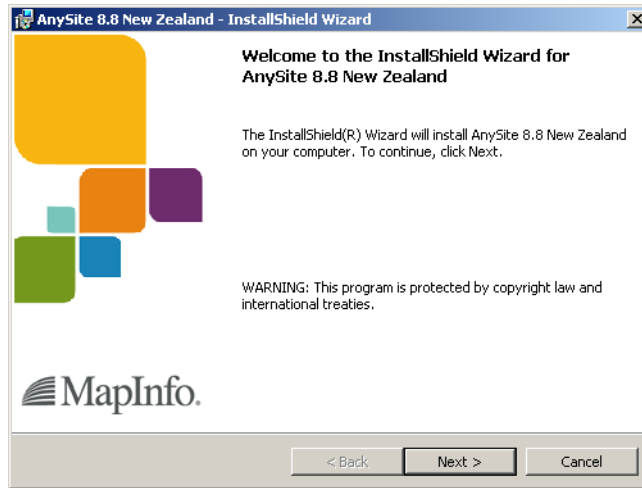 AnySite 8.8 New Zealand - InstallShield Wizard
Welcome to the InstallShield Wizard for
AnySite 8.8 New Zealand
The InstallShield(R) Wizard will install AnySite 8.8 New Zealand
on your computer. To continue, click Next.
WARNING: This program is protected by copyright law and
international treaties.
MapInfo.
< Back
Next >
Cancel